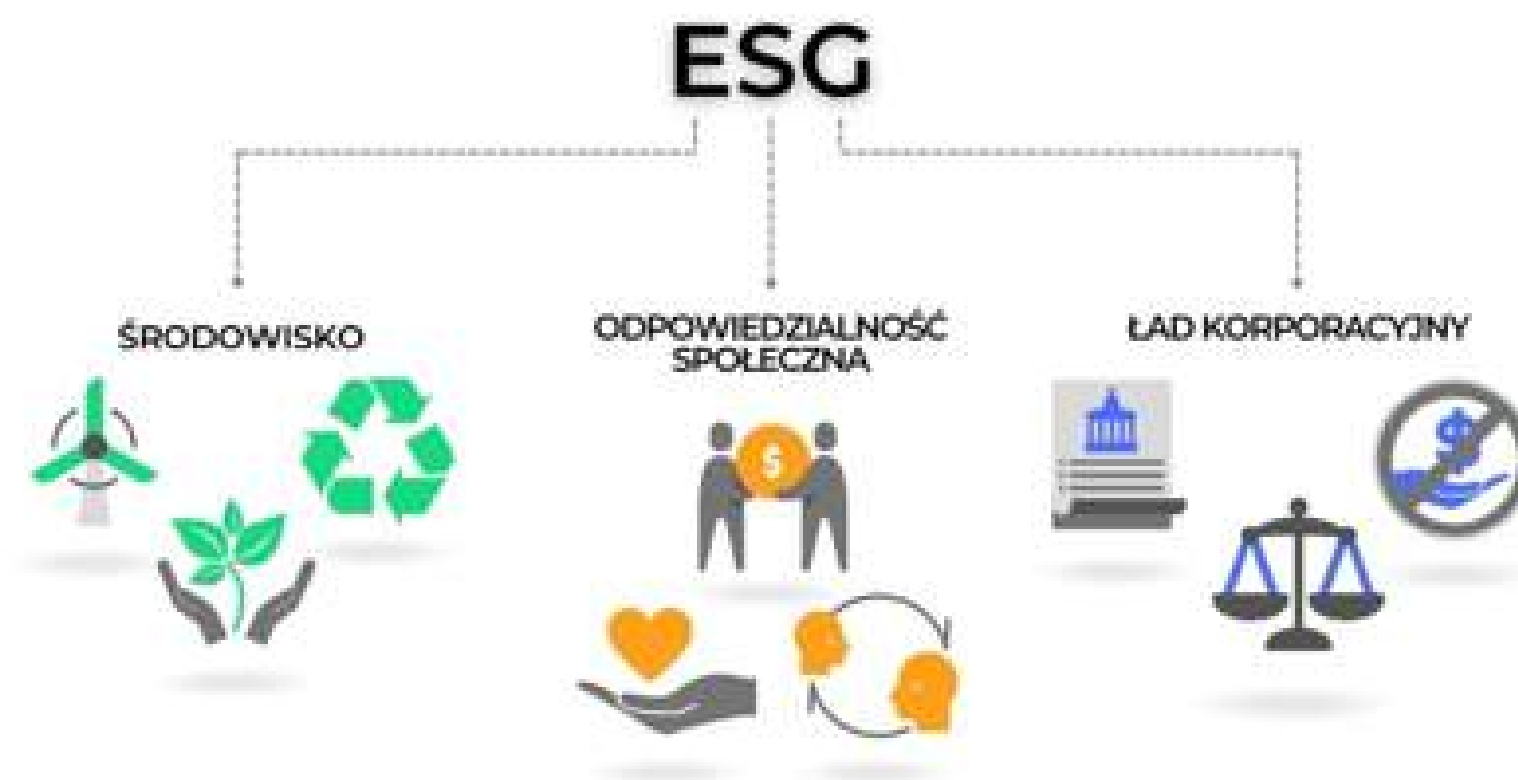 ESG
ŚRODOWISKO
ODPOWIEDZIALNOŚĆ
SPOŁECZNA
ŁAD KORPORACYJNY
$
$